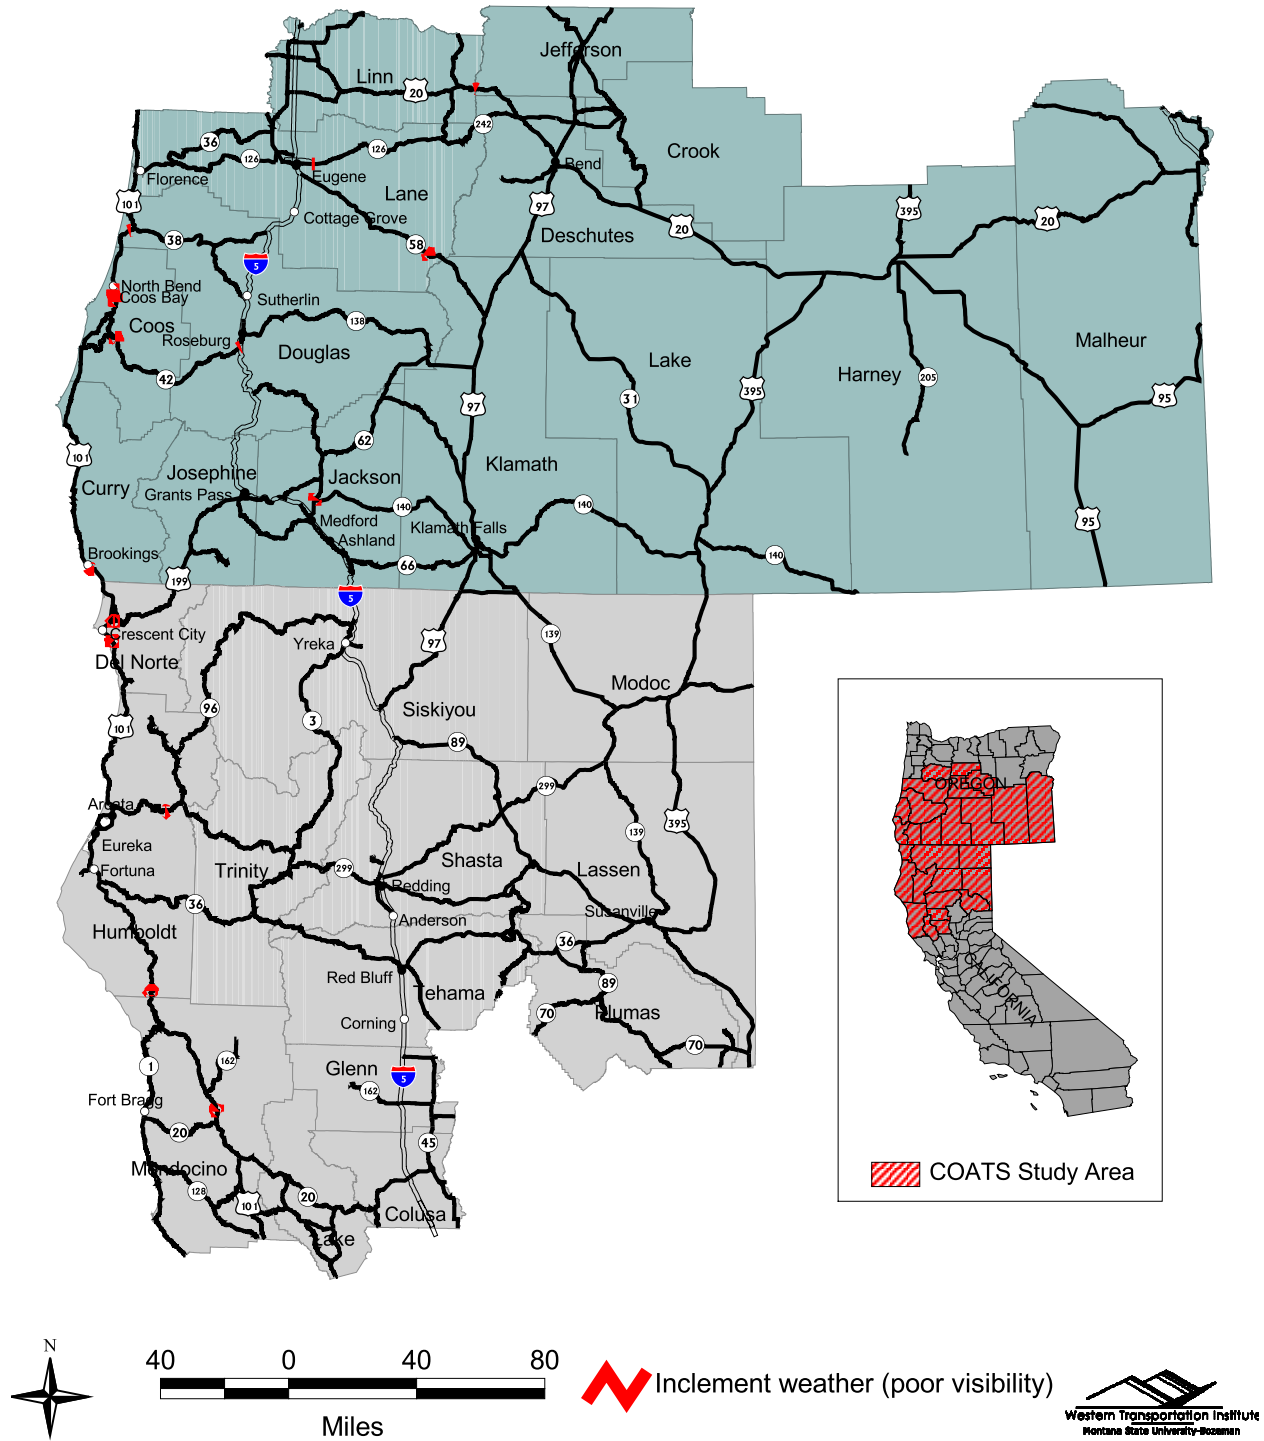 Jefferson
Linn
20
242
36
126
126
Crook
Eugene
Bend
Florence
Lane
101
97
395
20
Cottage Grove
20
38
58
Deschutes
5
North Bend
Coos Bay
Sutherlin
Coos
138
Roseburg
Douglas
Malheur
Lake
Harney
42
205
31
395
95
97
62
101
Klamath
Josephine
Jackson
Curry
Grants Pass
140
140
95
Medford
Klamath Falls
Ashland
Brookings
140
66
199
5
Crescent City
139
Yreka
97
Del Norte
Modoc
96
Siskiyou
3
101
89
OREGON
299
Arcata
395
139
Eureka
Shasta
Fortuna
Trinity
299
Lassen
Redding
36
Susanville
Anderson
Humboldt
36
CALIFORNIA
Red Bluff
89
Tehama
70
Plumas
Corning
70
162
1
Glenn
5
162
Fort Bragg
20
45
Mendocino
COATS Study Area
128
20
101
Colusa
Lake
N
40 0 40 80
Miles
Inclement weather (poor visibility)
Western Transportation Institute
Montana State University-Bozeman